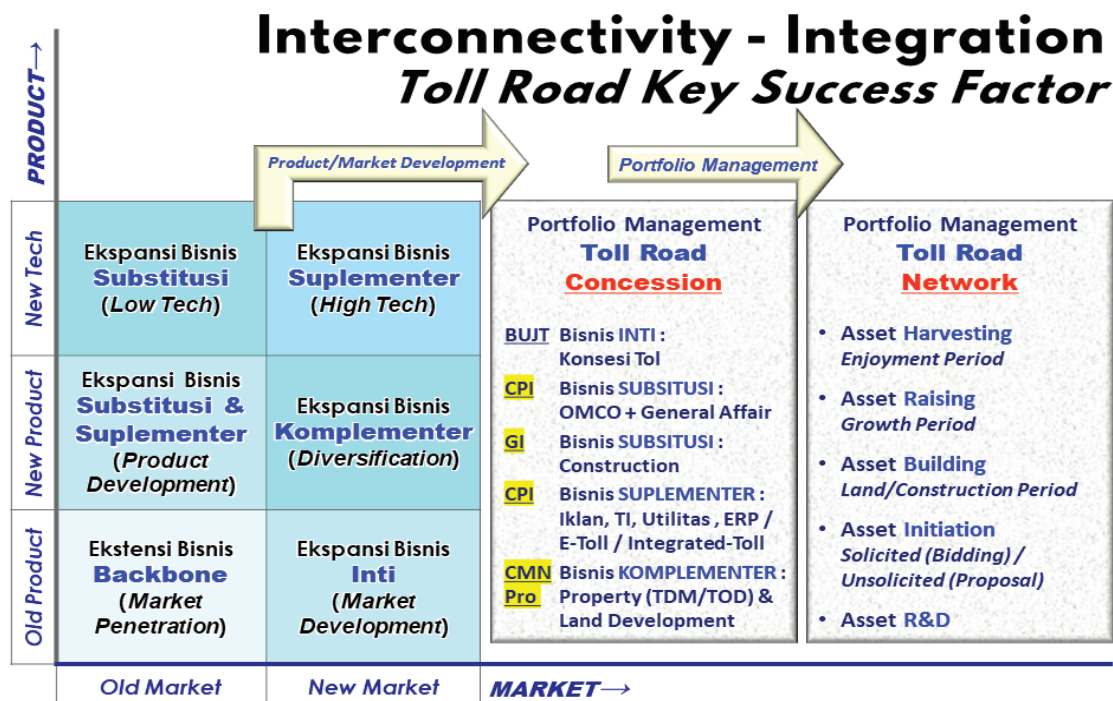 Interconnectivity - Integration
Toll Road Key Success Factor
PRODUCT→
Product/Market Development
Portfolio Management
New Tech
Ekspansi Bisnis
Substitusi
(Low Tech)
Ekspansi Bisnis
Suplementer
(High Tech)
New Product
Ekspansi Bisnis
Substitusi &
Suplementer
(Product
Development)
Ekspansi Bisnis
Komplementer
(Diversification)
Old Product
Ekstensi Bisnis
Backbone
(Market
Penetration)
Ekspansi Bisnis
Inti
(Market
Development)
Old Market
New Market
MARKET→
Portfolio Management
Toll Road
Concession
BUJT Bisnis INTI :
Konsesi Tol
CPI Bisnis SUBSITUSI :
OMCO + General Affair
GI Bisnis SUBSITUSI :
Construction
CPI Bisnis SUPLEMENTER :
Iklan, TI, Utilitas , ERP /
E-Toll / Integrated-Toll
CMN Bisnis KOMPLEMENTER :
Pro Property (TDM/TOD) &
Land Development
Portfolio Management
Toll Road
Network
• Asset Harvesting
Enjoyment Period
• Asset Raising
Growth Period
• Asset Building
Land/Construction Period
• Asset Initiation
Solicited (Bidding) /
Unsolicited (Proposal)
• Asset R&D